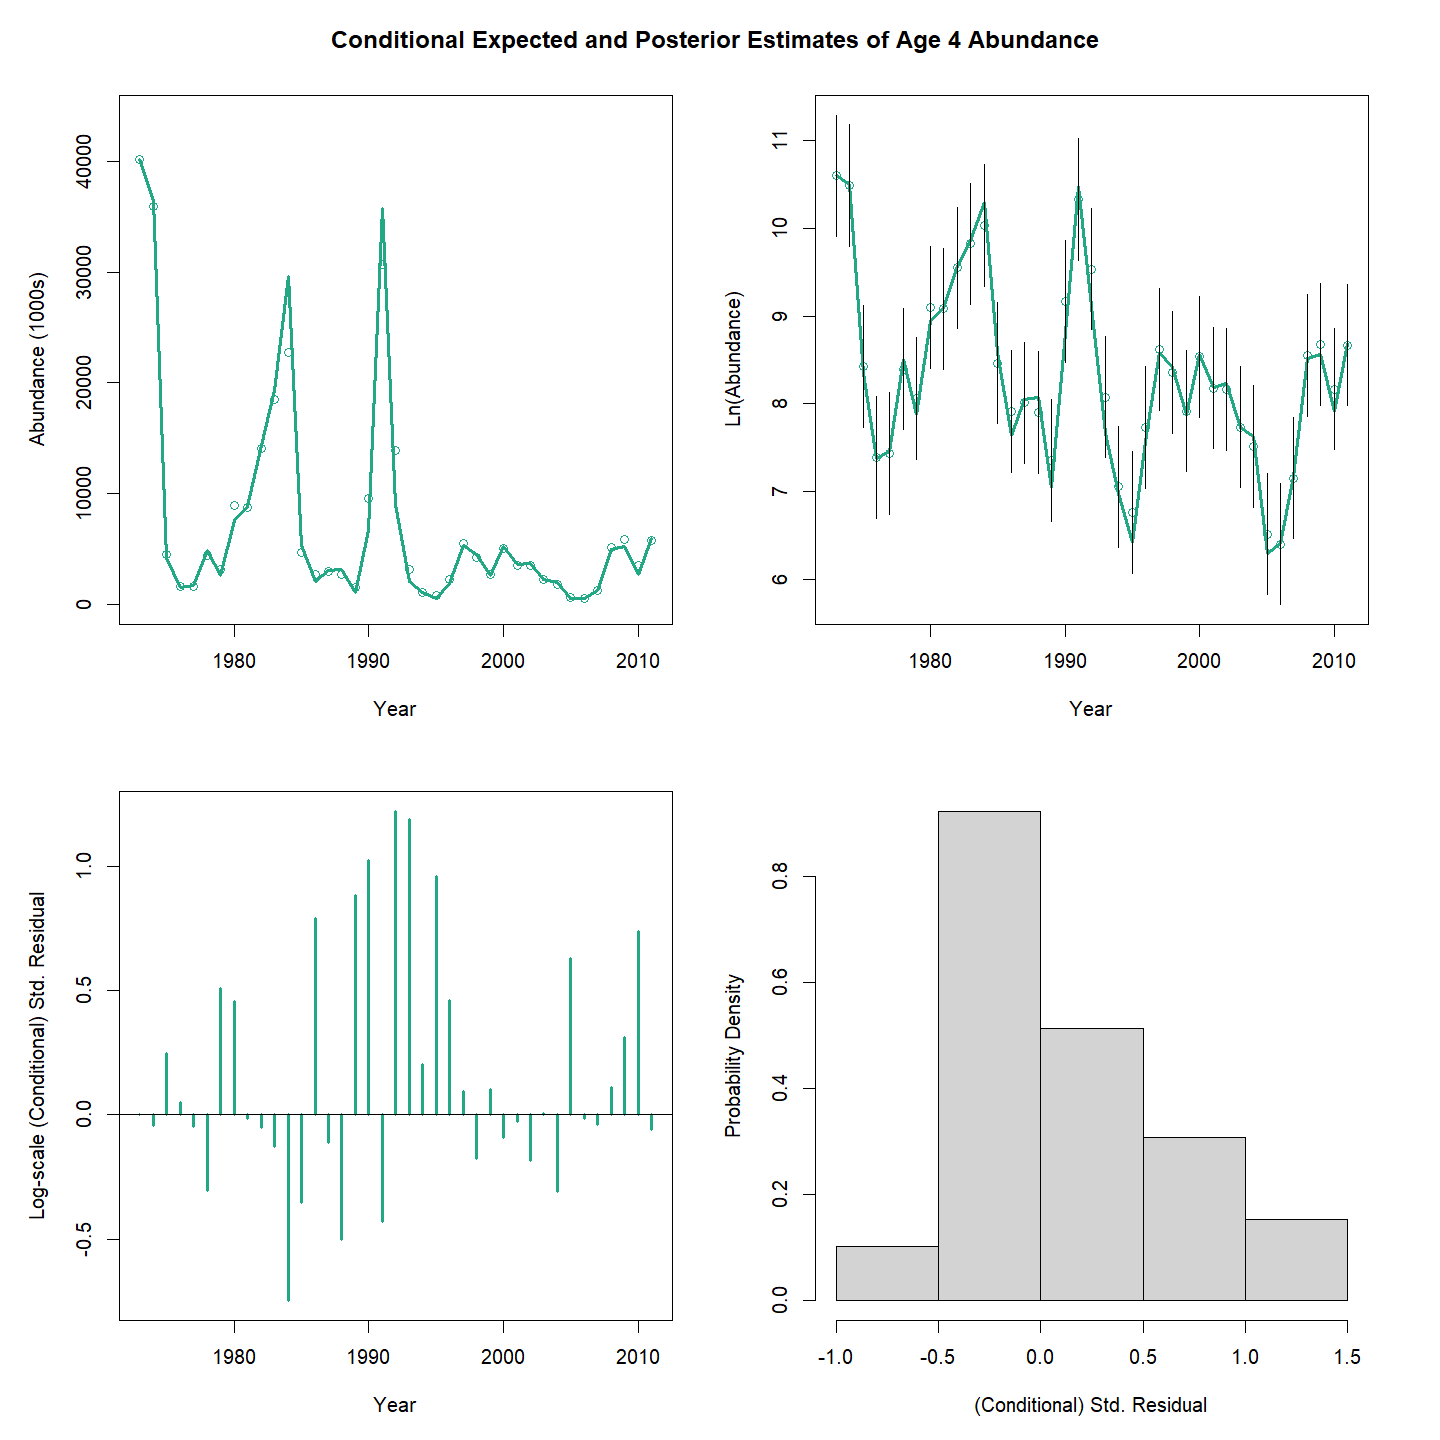 Conditional Expected and Posterior Estimates of Age 4 Abundance
Abundance (1000s)
40000
30000
20000
10000
0
1980 1990 2000 2010
Year
Ln(Abundance)
11
10
9
8
7
6
1980 1990 2000 2010
Year
Log-scale (Conditional) Std. Residual
1.0
0.5
0.0
-0.5
1980 1990 2000 2010
Year
Probability Density
0.8
0.6
0.4
0.2
0.0
-1.0 -0.5 0.0 0.5 1.0 1.5
(Conditional) Std. Residual